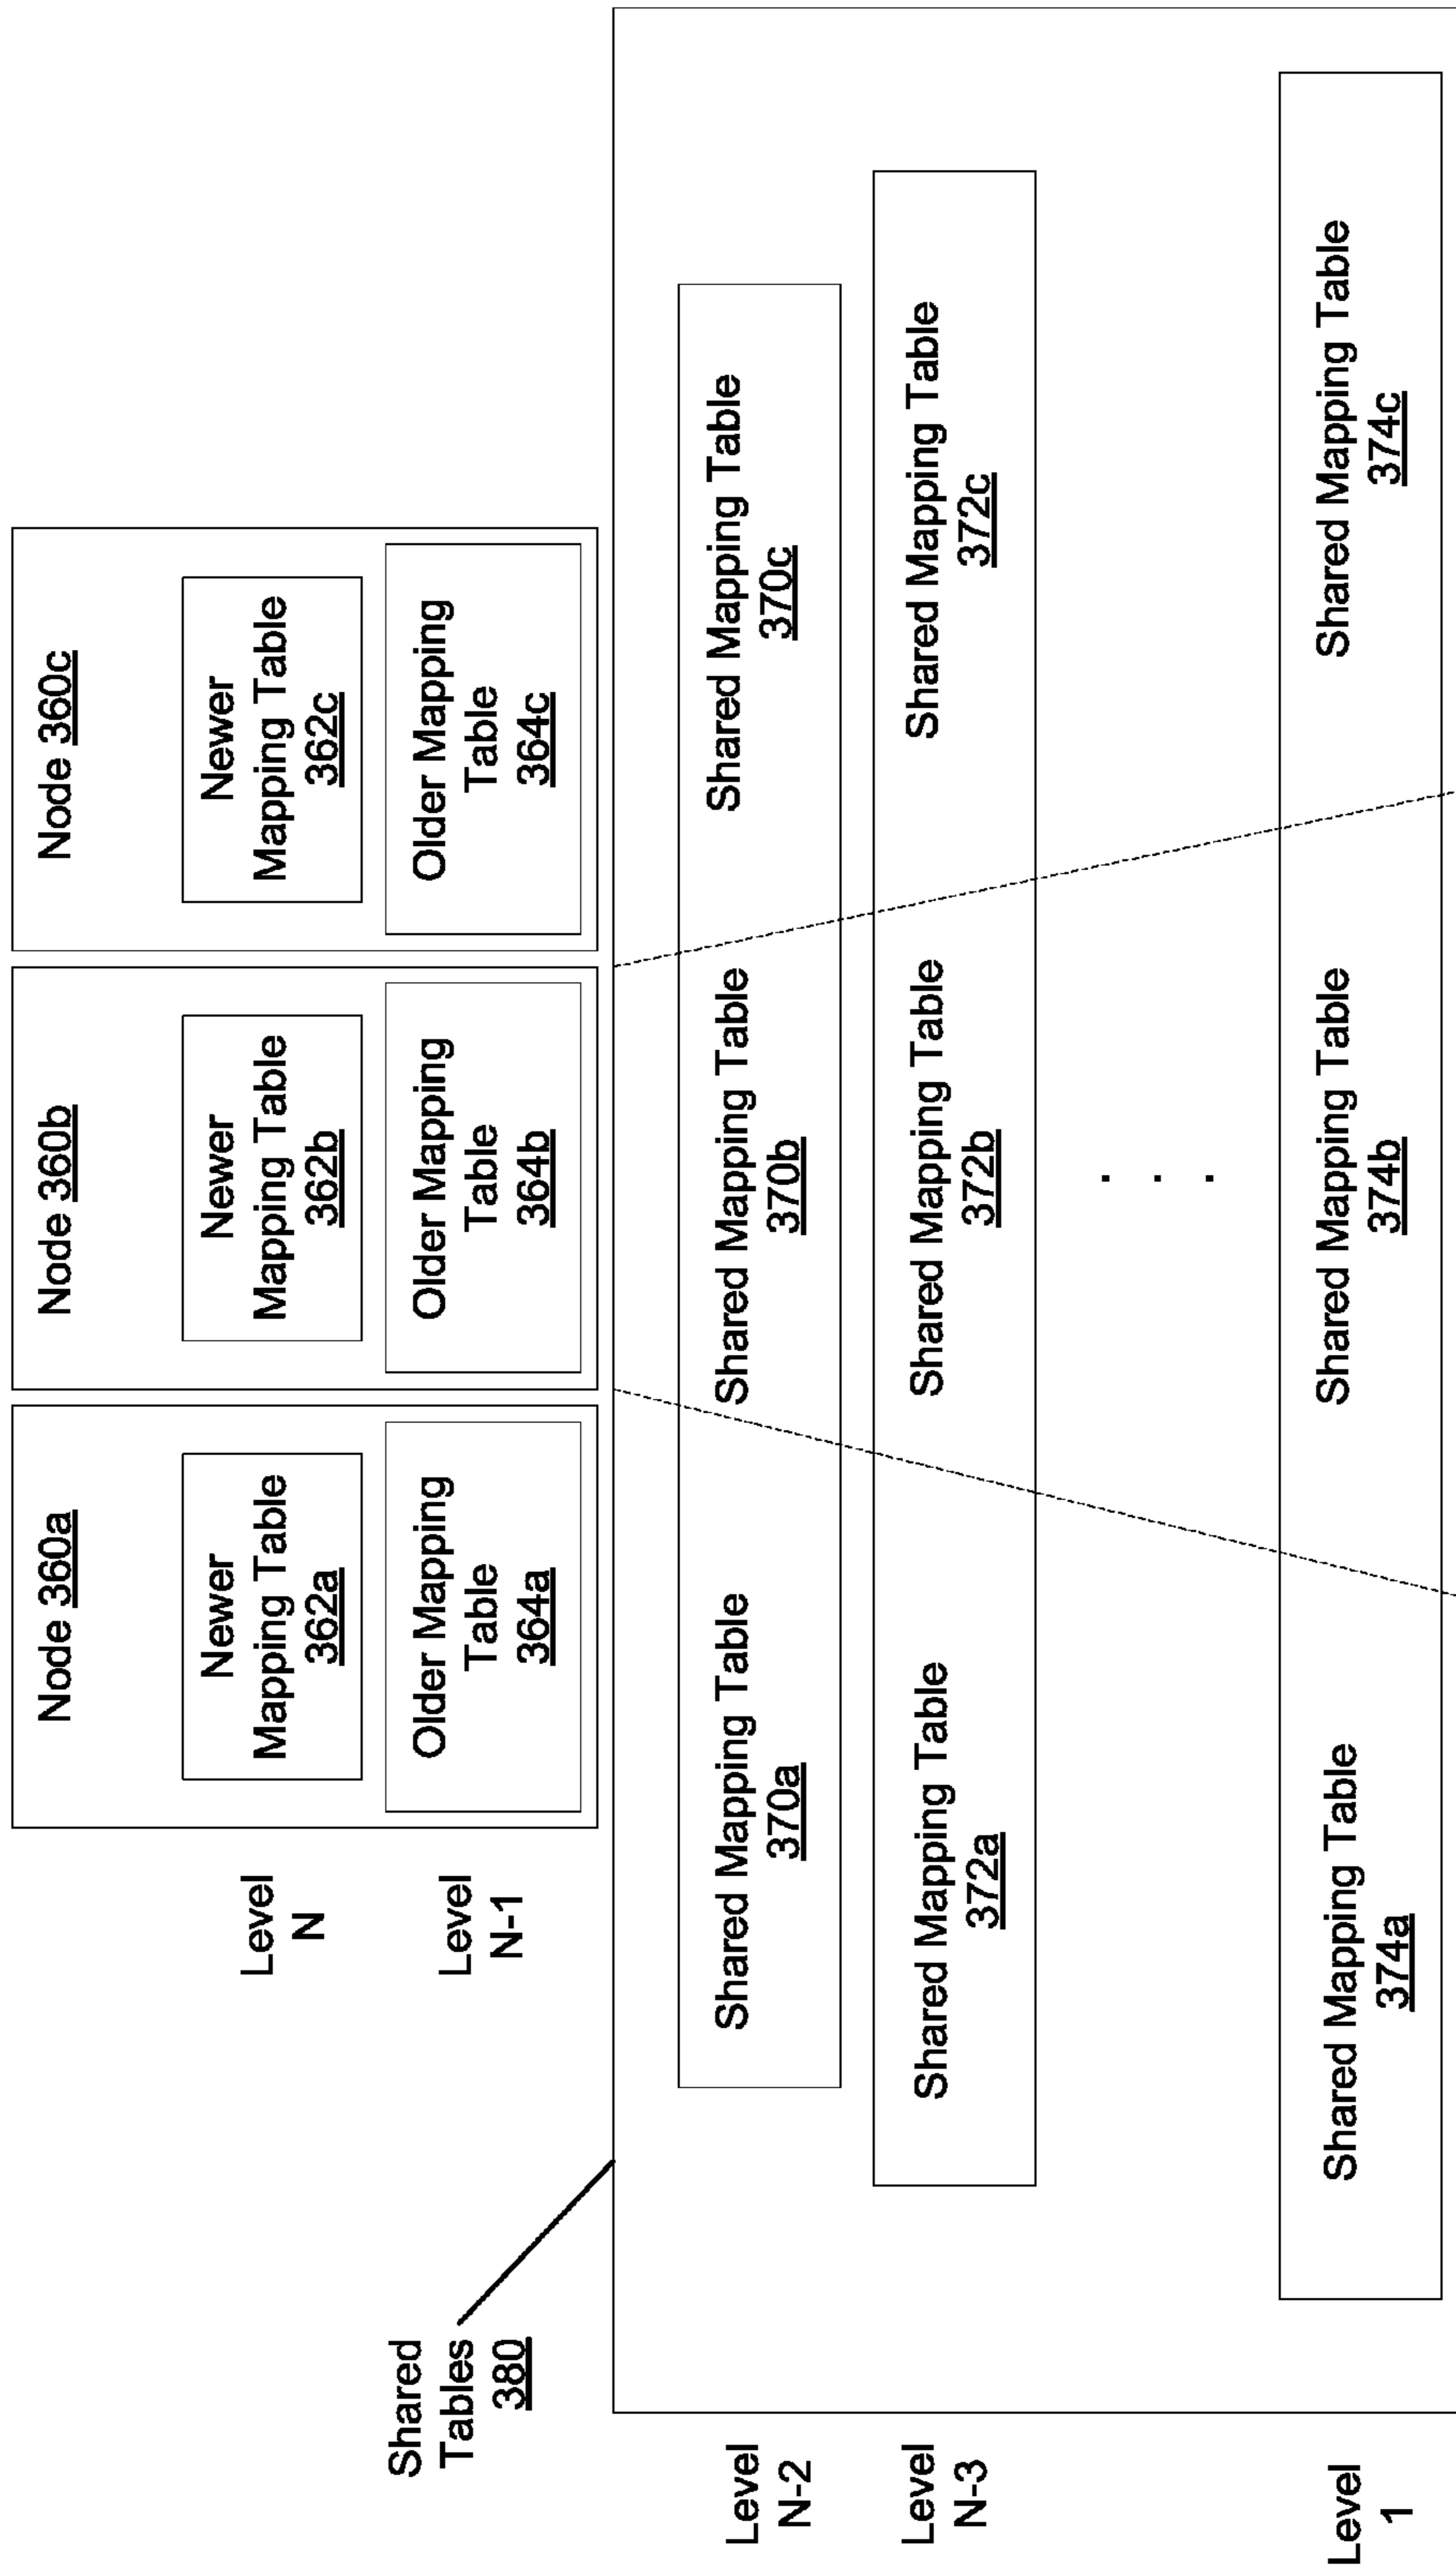 Node 360a
Newer
Mapping Table
362a
Older Mapping
Table
364a
Node 360b
Newer
Mapping Table
362b
Older Mapping
Table
364b
Node 360c
Newer
Mapping Table
362c
Older Mapping
Table
364c
Level
N
Level
N-1
Shared
Tables
380
Level
N-2
Shared Mapping Table
370a
Shared Mapping Table
370b
Shared Mapping Table
370c
Level
N-3
Shared Mapping Table
372a
Shared Mapping Table
372b
Shared Mapping Table
372c
. . .
Level
1
Shared Mapping Table
374a
Shared Mapping Table
374b
Shared Mapping Table
374c